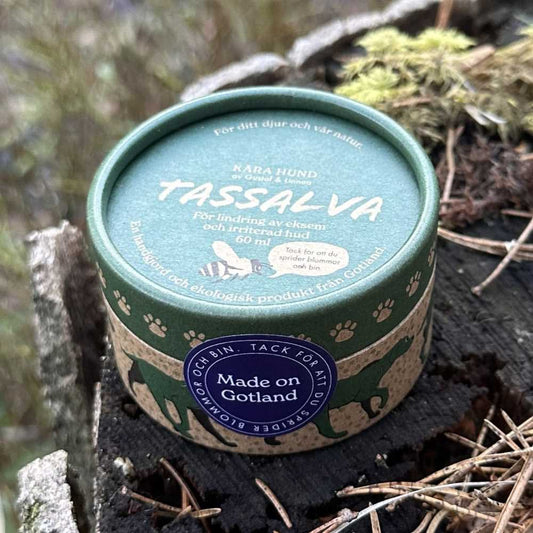 För ditt djur och vår natur.
KÄRA HUND
av Gustaf & Linnea
TASSALVA
För lindring av eksem
och irriterad hud
60 ml
Tack för att du
sprider blommor
och bin.
En handgjord och ekologisk produkt från Gotland
TACK FÖR ATT DU SPRIDER BLOMMOR OCH BIN.
Made on
Gotland